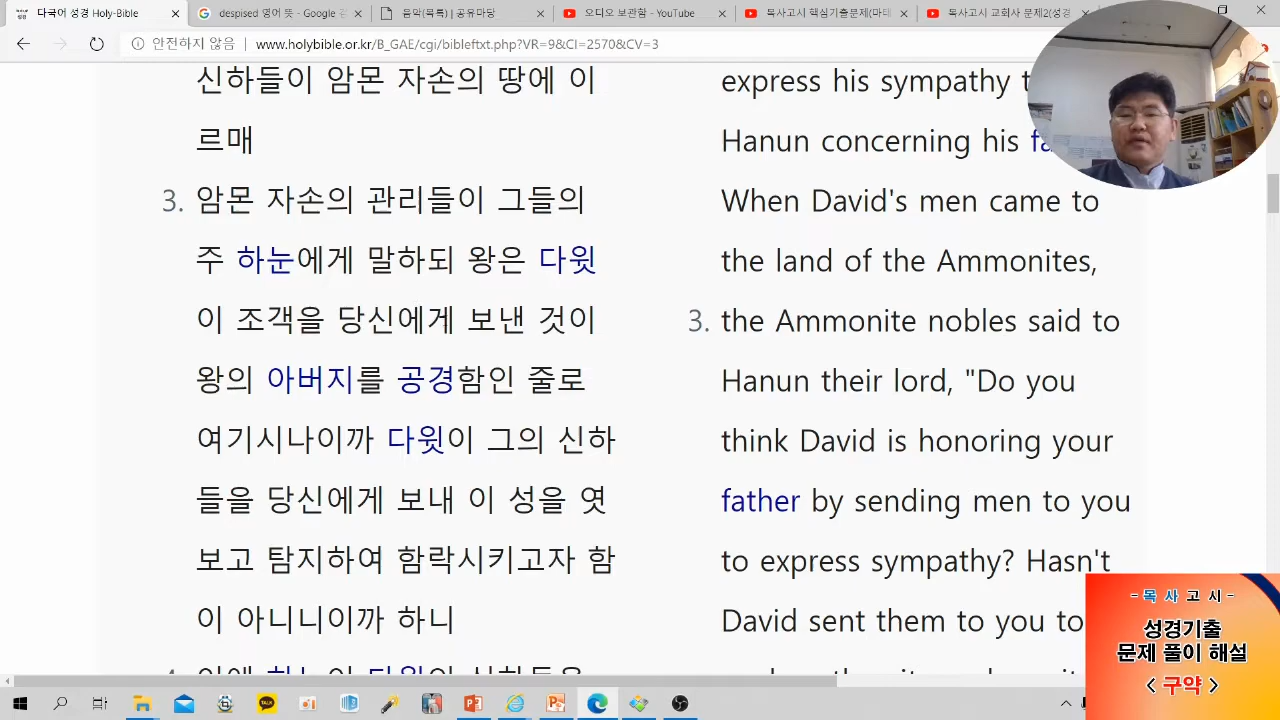 다국어 성경 Holy-Bible
despised 영어 뜻 - Google
음악(목록) | 공유마당
오디오 보관함 - YouTube
목사고시 핵심기출문제(마태
목사고시 교회사 문제2(성경
안전하지 않음
www.holybible.or.kr/B_GAE/cgi/bibleftxt.php?VR=9&CI=2570&CV=3
신하들이 암몬 자손의 땅에 이
르매
3. 암몬 자손의 관리들이 그들의
주 하눈에게 말하되 왕은 다윗
이 조객을 당신에게 보낸 것이
왕의 아버지를 공경함인 줄로
여기시나이까 다윗이 그의 신하
들을 당신에게 보내 이 성을 엿
보고 탐지하여 함락시키고자 함
이 아니니이까 하니
express his sympathy
Hanun concerning his
When David's men came to
the land of the Ammonites,
3. the Ammonite nobles said to
Hanun their lord, "Do you
think David is honoring your
father by sending men to you
to express sympathy? Hasn't
David sent them to you to
- 목 사 고 시 -
성경기출
문제 풀이 해설
< 구약 >